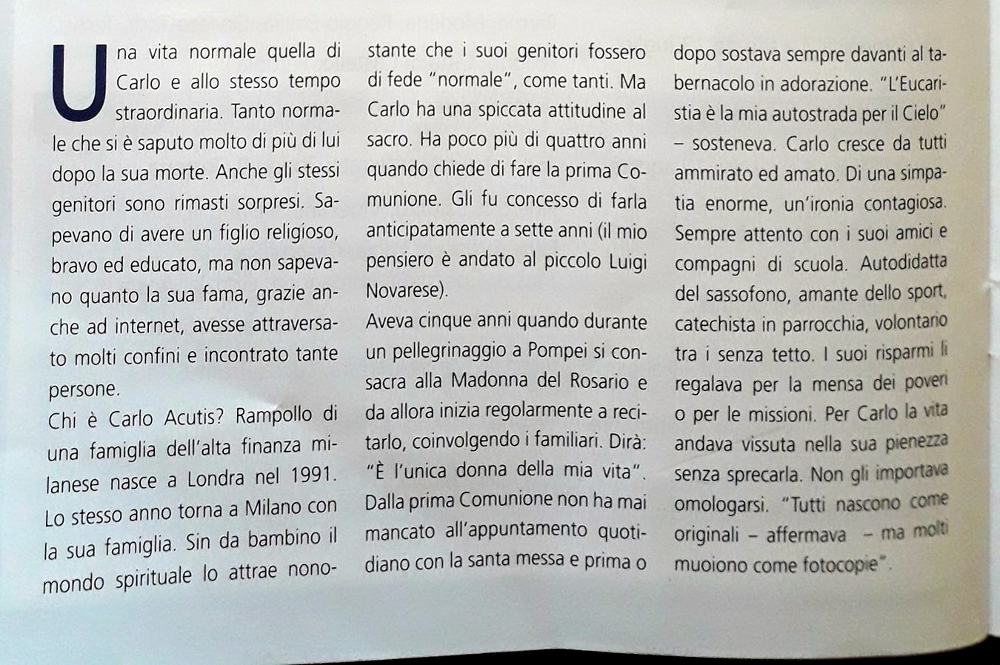 Una vita normale quella di
Carlo e allo stesso tempo
straordinaria. Tanto norma-
le che si è saputo molto di più di lui
dopo la sua morte. Anche gli stessi
genitori sono rimasti sorpresi. Sa-
pevano di avere un figlio religioso,
bravo ed educato, ma non sapeva-
no quanto la sua fama, grazie an-
che ad internet, avesse attraversa-
to molti confini e incontrato tante
persone.
Chi è Carlo Acutis? Rampollo di
una famiglia dell'alta finanza mi-
lanese nasce a Londra nel 1991.
Lo stesso anno torna a Milano con
la sua famiglia. Sin da bambino il
mondo spirituale lo attrae nono-
stante che i suoi genitori fossero
di fede "normale", come tanti. Ma
Carlo ha una spiccata attitudine al
sacro. Ha poco più di quattro anni
quando chiede di fare la prima Co-
munione. Gli fu concesso di farla
anticipatamente a sette anni (il mio
pensiero è andato al piccolo Luigi
Novarese).
Aveva cinque anni quando durante
un pellegrinaggio a Pompei si con-
sacra alla Madonna del Rosario e
da allora inizia regolarmente a reci-
tarlo, coinvolgendo i familiari. Dirà:
"È l'unica donna della mia vita".
Dalla prima Comunione non ha mai
mancato all'appuntamento quoti-
diano con la santa messa e prima o
dopo sostava sempre davanti al ta-
bernacolo in adorazione. "L'Eucari-
stia è la mia autostrada per il Cielo"
– sosteneva. Carlo cresce da tutti
ammirato ed amato. Di una simpa-
tia enorme, un'ironia contagiosa.
Sempre attento con i suoi amici e
compagni di scuola. Autodidatta
del sassofono, amante dello sport,
catechista in parrocchia, volontario
tra i senza tetto. I suoi risparmi li
regalava per la mensa dei poveri
o per le missioni. Per Carlo la vita
andava vissuta nella sua pienezza
senza sprecarla. Non gli importava
omologarsi. "Tutti nascono come
originali – affermava – ma molti
muoiono come fotocopie".